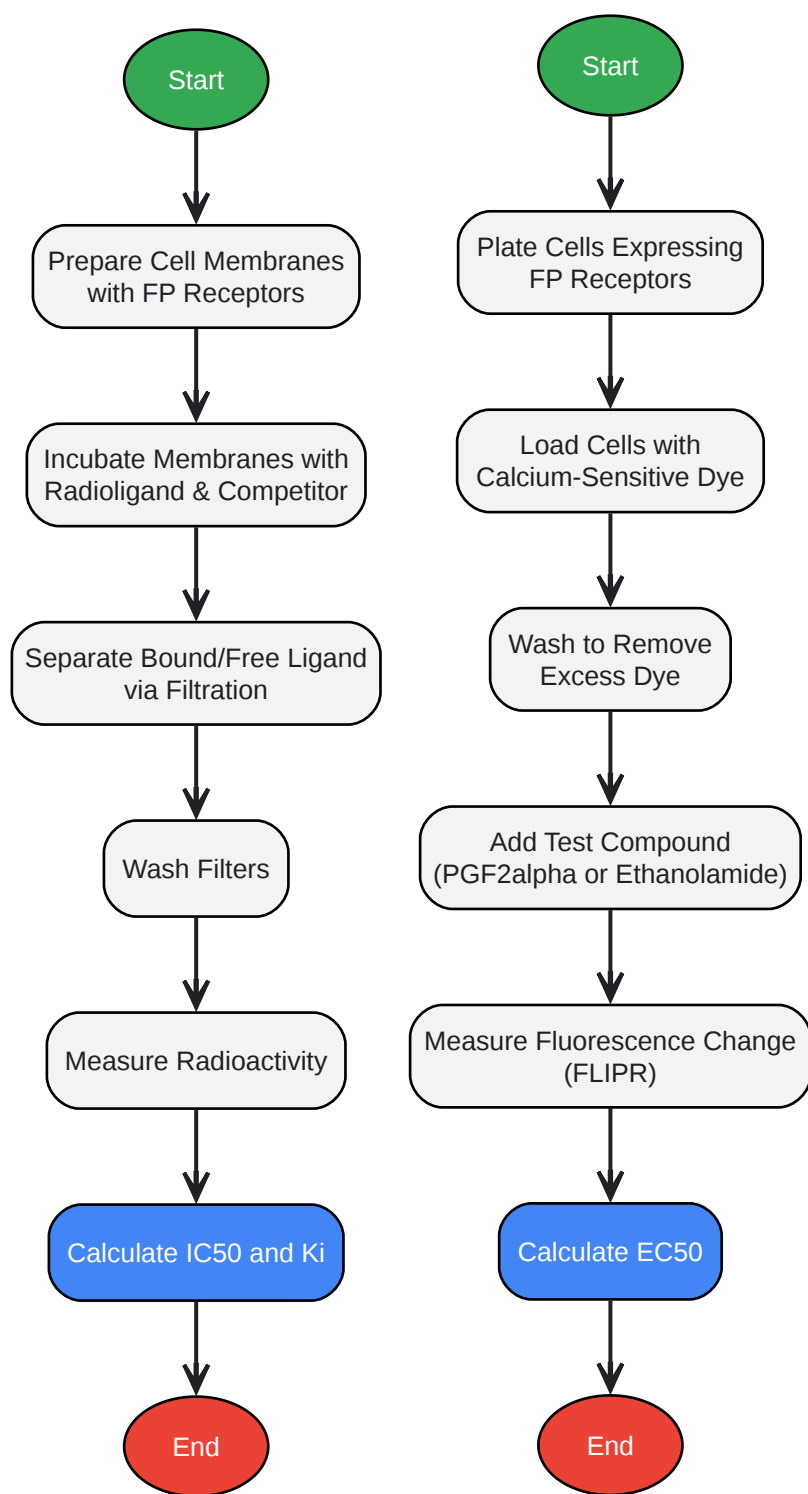 Start
Prepare Cell Membranes
with FP Receptors
Incubate Membranes with
Radioligand & Competitor
Separate Bound/Free Ligand
via Filtration
Wash Filters
Measure Radioactivity
Calculate IC50 and Ki
End
Start
Plate Cells Expressing
FP Receptors
Load Cells with
Calcium-Sensitive Dye
Wash to Remove
Excess Dye
Add Test Compound
(PGF2alpha or Ethanolamide)
Measure Fluorescence Change
(FLIPR)
Calculate EC50
End